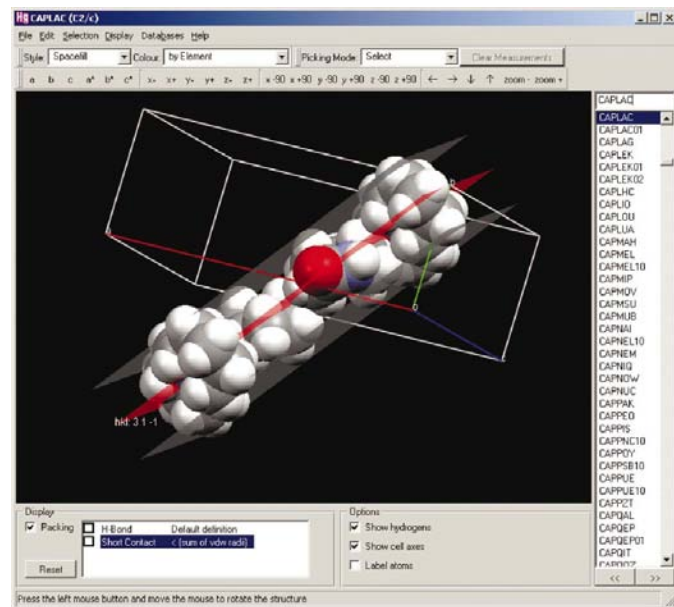 Hg CAPLAC (C2/c)
File Edit Selection Display Databases Help
Style: Spacefill Colour: by Element Picking Mode: Select Clear Measurements
a b c a* b* c* x- x+ y- y+ z- z+ x -90 x +90 y -90 y +90 z -90 z +90 ← → ↓ ↑ zoom - zoom +
CAPLAC
CAPLAC
CAPLAC01
CAPLAG
CAPLEK
CAPLEK01
CAPLEK02
CAPLHC
CAPLIO
CAPLOU
CAPLUA
CAPMAH
CAPMEL
CAPMEL10
CAPMIP
CAPMOV
CAPMSU
CAPMUB
CAPNAI
CAPNEL10
CAPNEM
CAPNIQ
CAPNOW
CAPNUC
CAPPAK
CAPPEO
CAPPIS
CAPPNC10
CAPPOY
CAPPSB10
CAPPUE
CAPPUE10
CAPPZT
CAPQAL
CAPQEP
CAPQEP01
CAPQIT
<< >>
hkl: 3 1 -1
Display
Packing
H-Bond Default definition
Short Contact < (sum of vdw radii)
Reset
Options
Show hydrogens
Show cell axes
Label atoms
Press the left mouse button and move the mouse to rotate the structure